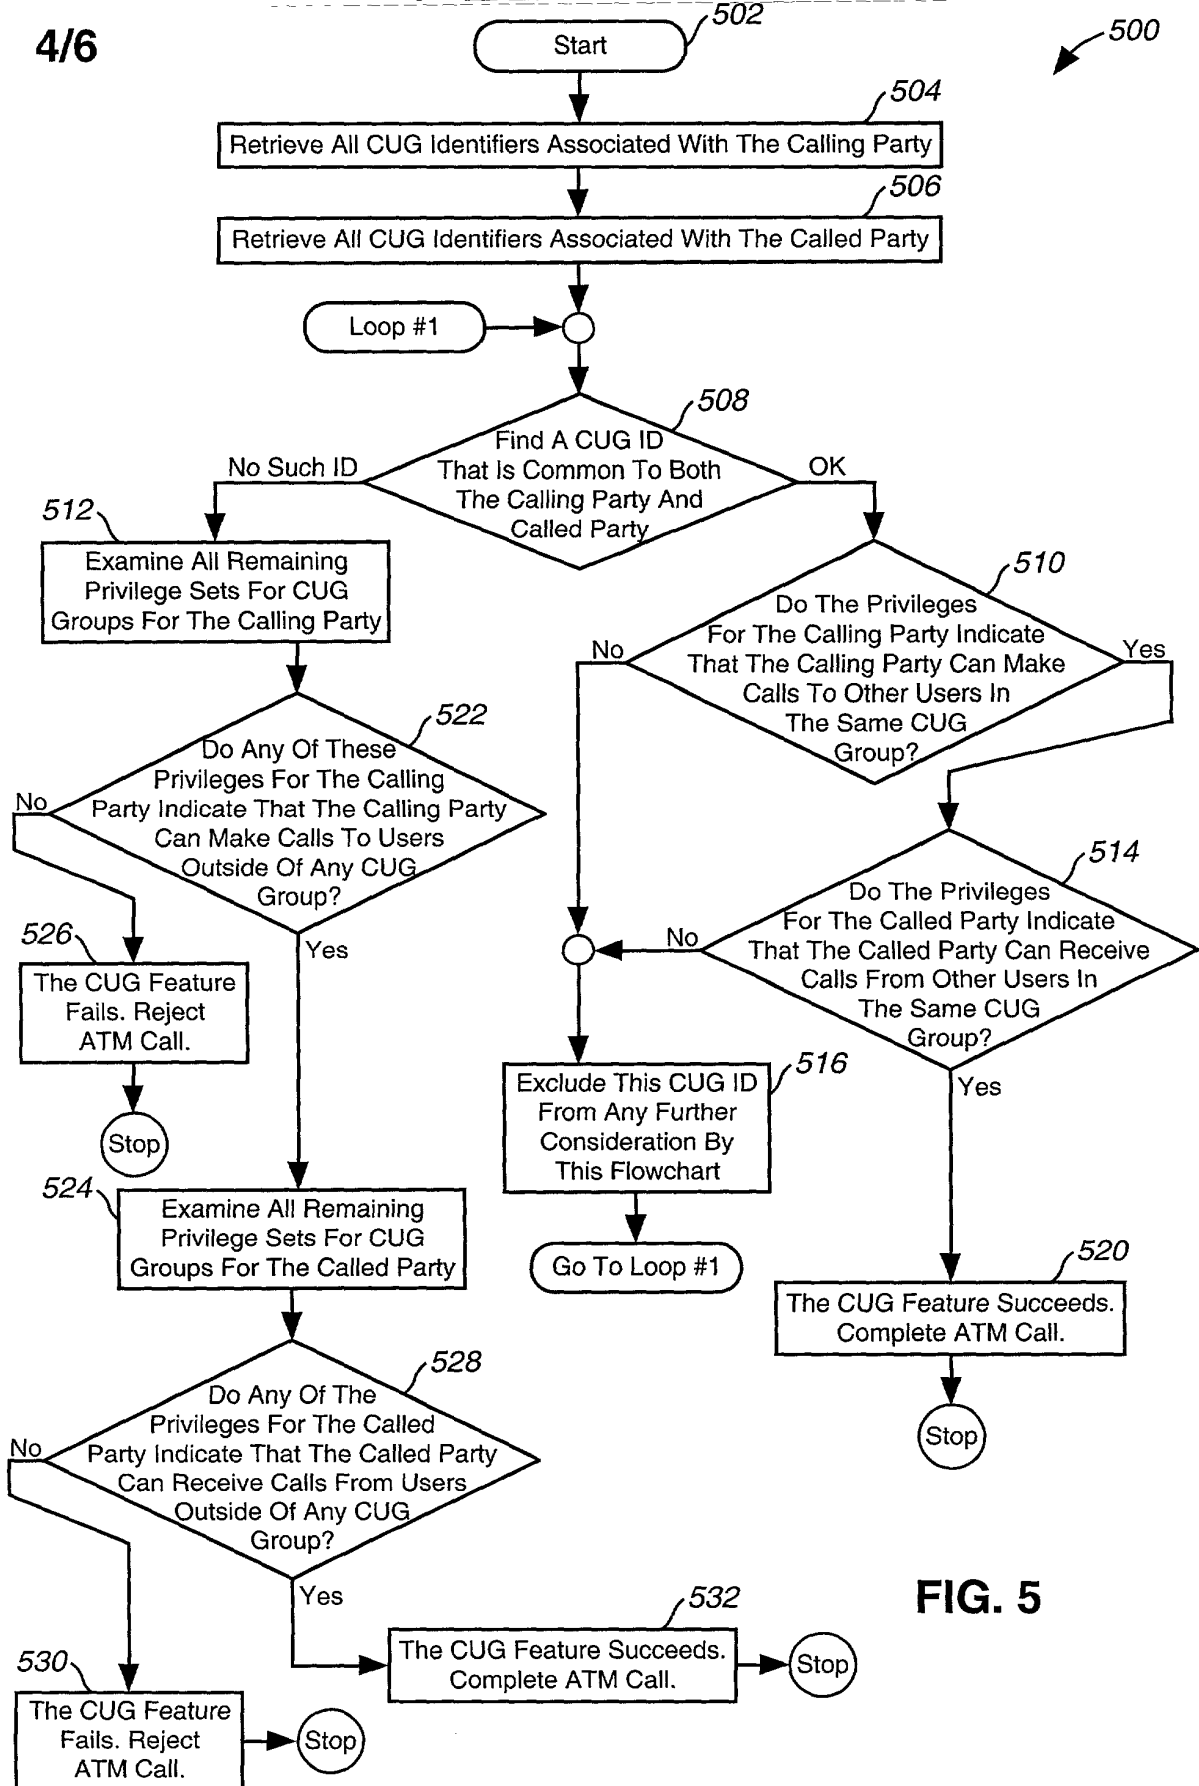 4/6
502
Start
500
504
Retrieve All CUG Identifiers Associated With The Calling Party
506
Retrieve All CUG Identifiers Associated With The Called Party
Loop #1
508
Find A CUG ID
That Is Common To Both
The Calling Party And
Called Party
No Such ID
OK
512
Examine All Remaining
Privilege Sets For CUG
Groups For The Calling Party
510
Do The Privileges
For The Calling Party Indicate
That The Calling Party Can Make
Calls To Other Users In
The Same CUG
Group?
No
Yes
522
Do Any Of These
Privileges For The Calling
Party Indicate That The Calling Party
Can Make Calls To Users
Outside Of Any CUG
Group?
No
Yes
514
Do The Privileges
For The Called Party Indicate
That The Called Party Can Receive
Calls From Other Users In
The Same CUG
Group?
No
Yes
526
The CUG Feature
Fails. Reject
ATM Call.
Stop
516
Exclude This CUG ID
From Any Further
Consideration By
This Flowchart
Go To Loop #1
524
Examine All Remaining
Privilege Sets For CUG
Groups For The Called Party
520
The CUG Feature Succeeds.
Complete ATM Call.
Stop
528
Do Any Of The
Privileges For The Called
Party Indicate That The Called Party
Can Receive Calls From Users
Outside Of Any CUG
Group?
No
Yes
532
The CUG Feature Succeeds.
Complete ATM Call.
Stop
530
The CUG Feature
Fails. Reject
ATM Call.
Stop
FIG. 5